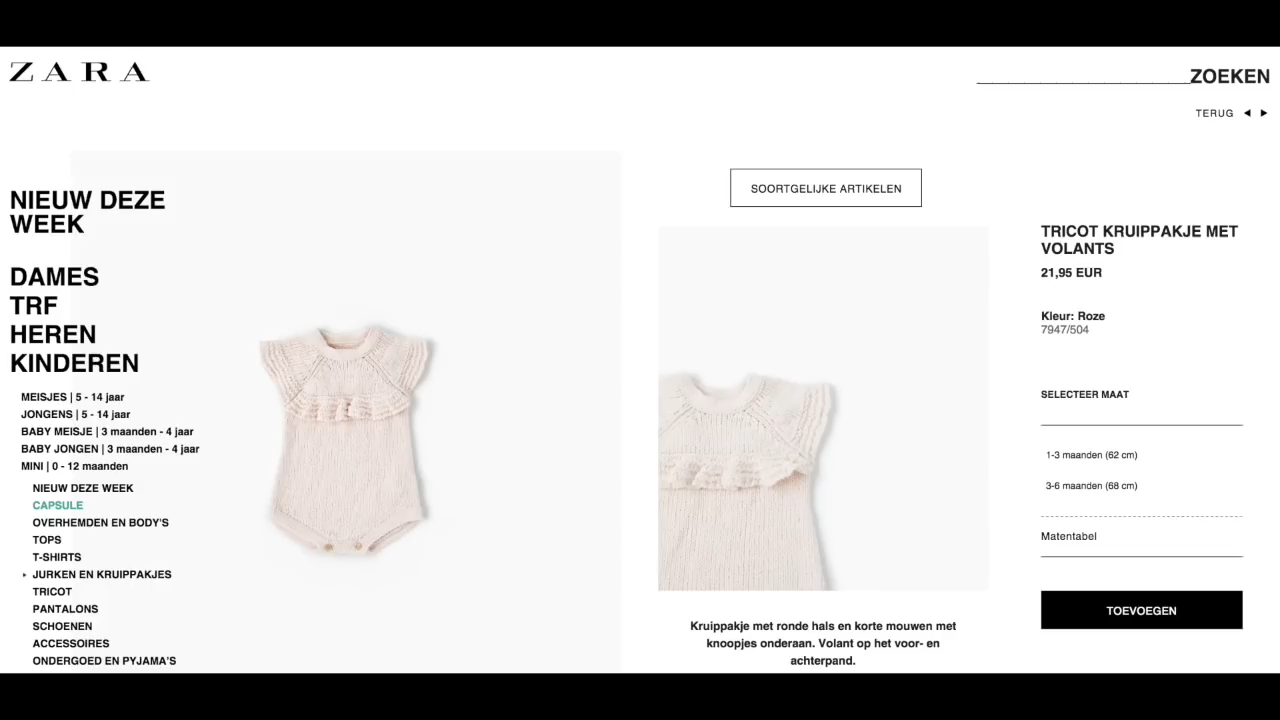 ZARA
ZOEKEN
TERUG
NIEUW DEZE
WEEK
DAMES
TRF
HEREN
KINDEREN
MEISJES | 5 - 14 jaar
JONGENS | 5 - 14 jaar
BABY MEISJE | 3 maanden - 4 jaar
BABY JONGEN | 3 maanden - 4 jaar
MINI | 0 - 12 maanden
NIEUW DEZE WEEK
CAPSULE
OVERHEMDEN EN BODY'S
TOPS
T-SHIRTS
JURKEN EN KRUIPPAKJES
TRICOT
PANTALONS
SCHOENEN
ACCESSOIRES
ONDERGOED EN PYJAMA'S
SOORTGELIJKE ARTIKELEN
Kruippakje met ronde hals en korte mouwen met
knoopjes onderaan. Volant op het voor- en
achterpand.
TRICOT KRUIPPAKJE MET
VOLANTS
21,95 EUR
Kleur: Roze
7947/504
SELECTEER MAAT
1-3 maanden (62 cm)
3-6 maanden (68 cm)
Matentabel
TOEVOEGEN